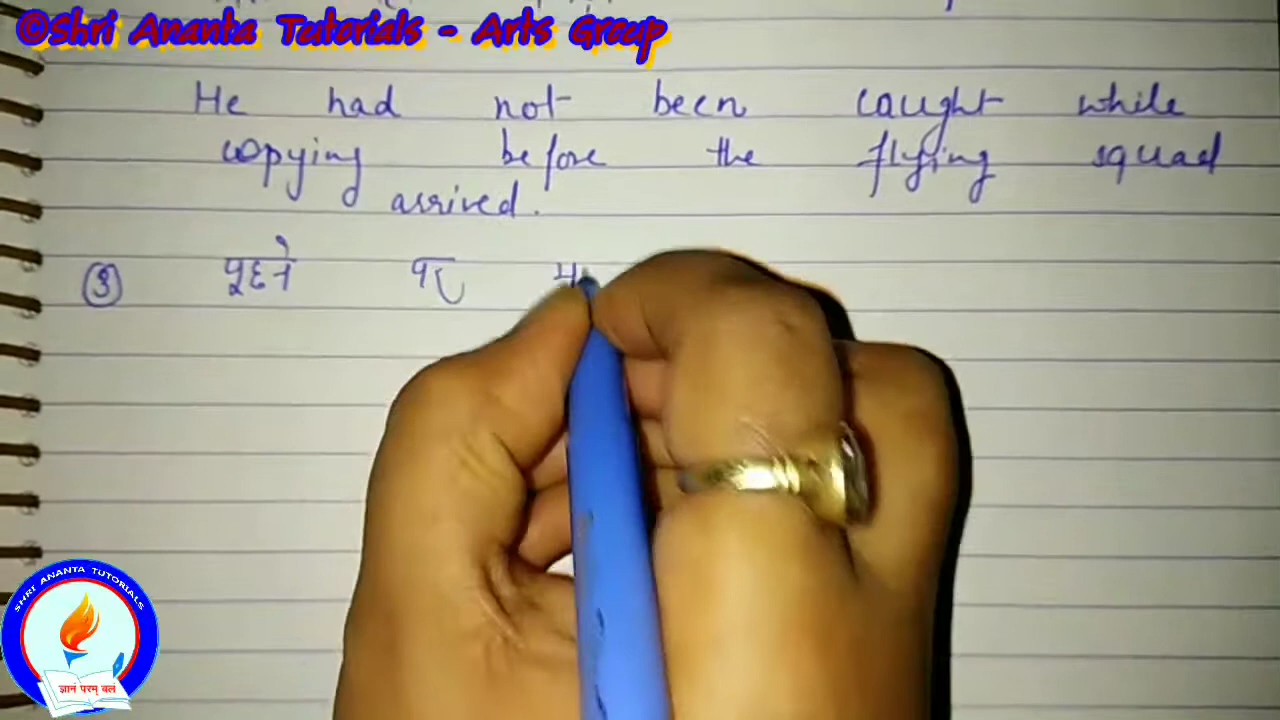 ©Shri Ananta Tutorials - Arts Group
He had not been caught while
copying before the flying squad
arrived.
③ पूछने पर
SHRI ANANTA TUTORIALS
ज्ञानं परमं बलं